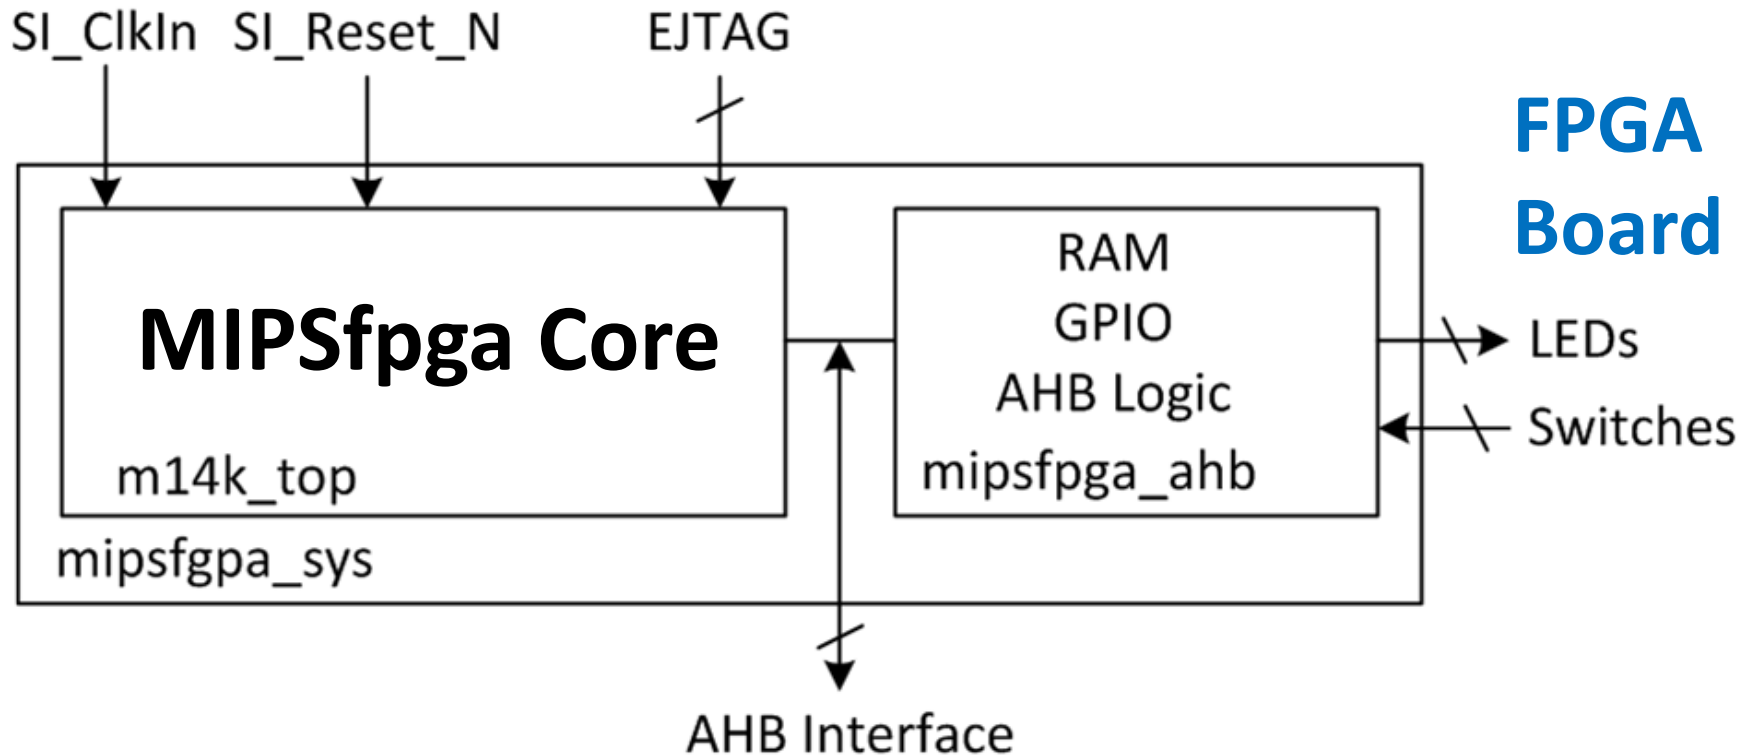 SI_ClkIn SI_Reset_N EJTAG
FPGA
Board
MIPSfpga Core
m14k_top
mipsfgpa_sys
RAM
GPIO
AHB Logic
mipsfpga_ahb
LEDs
Switches
AHB Interface